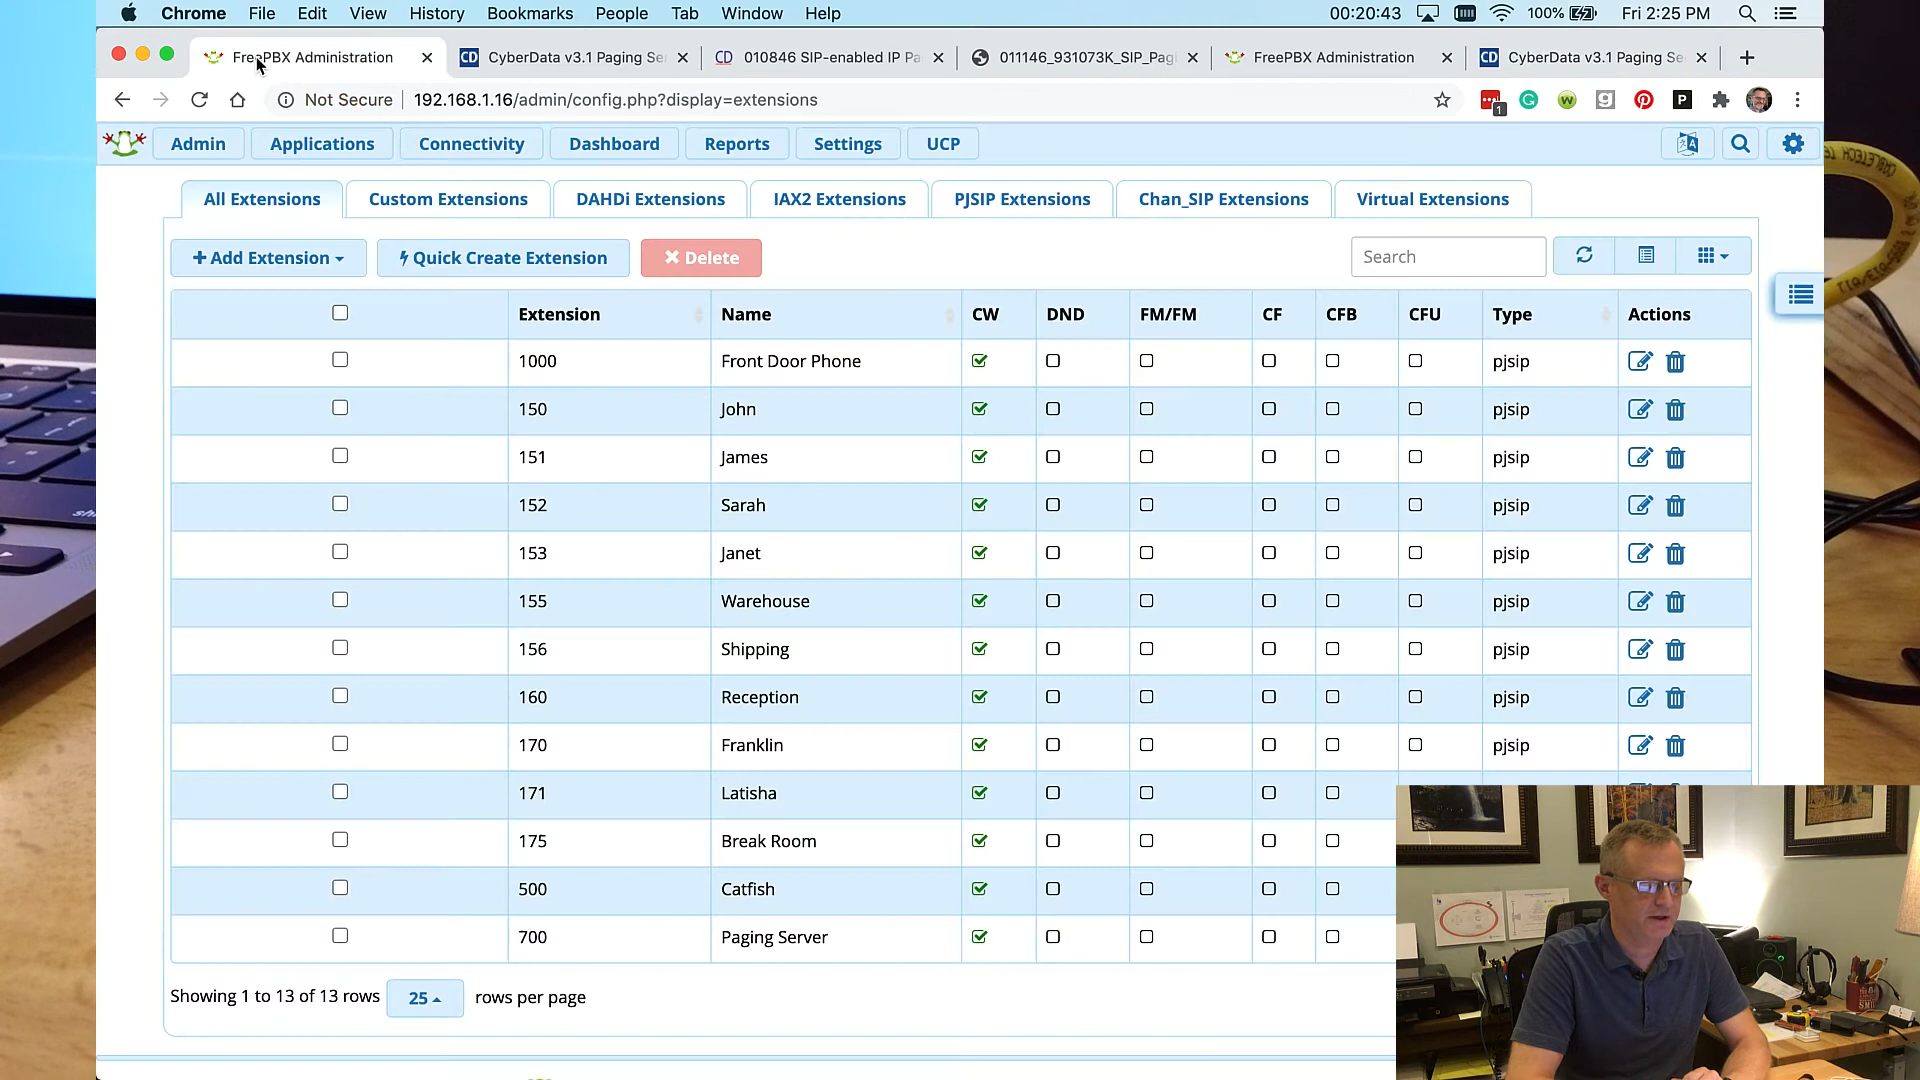 Chrome File Edit View History Bookmarks People Tab Window Help 00:20:43 100% Fri 2:25 PM
FreePBX Administration CyberData v3.1 Paging Se 010846 SIP-enabled IP Pa 011146_931073K_SIP_Pagi FreePBX Administration CyberData v3.1 Paging Se
Not Secure 192.168.1.16/admin/config.php?display=extensions 1
Admin Applications Connectivity Dashboard Reports Settings UCP
All Extensions Custom Extensions DAHDi Extensions IAX2 Extensions PJSIP Extensions Chan_SIP Extensions Virtual Extensions
+ Add Extension Quick Create Extension Delete Search
Extension Name CW DND FM/FM CF CFB CFU Type Actions
1000 Front Door Phone pjsip
150 John pjsip
151 James pjsip
152 Sarah pjsip
153 Janet pjsip
155 Warehouse pjsip
156 Shipping pjsip
160 Reception pjsip
170 Franklin pjsip
171 Latisha
175 Break Room
500 Catfish
700 Paging Server
Showing 1 to 13 of 13 rows 25 rows per page